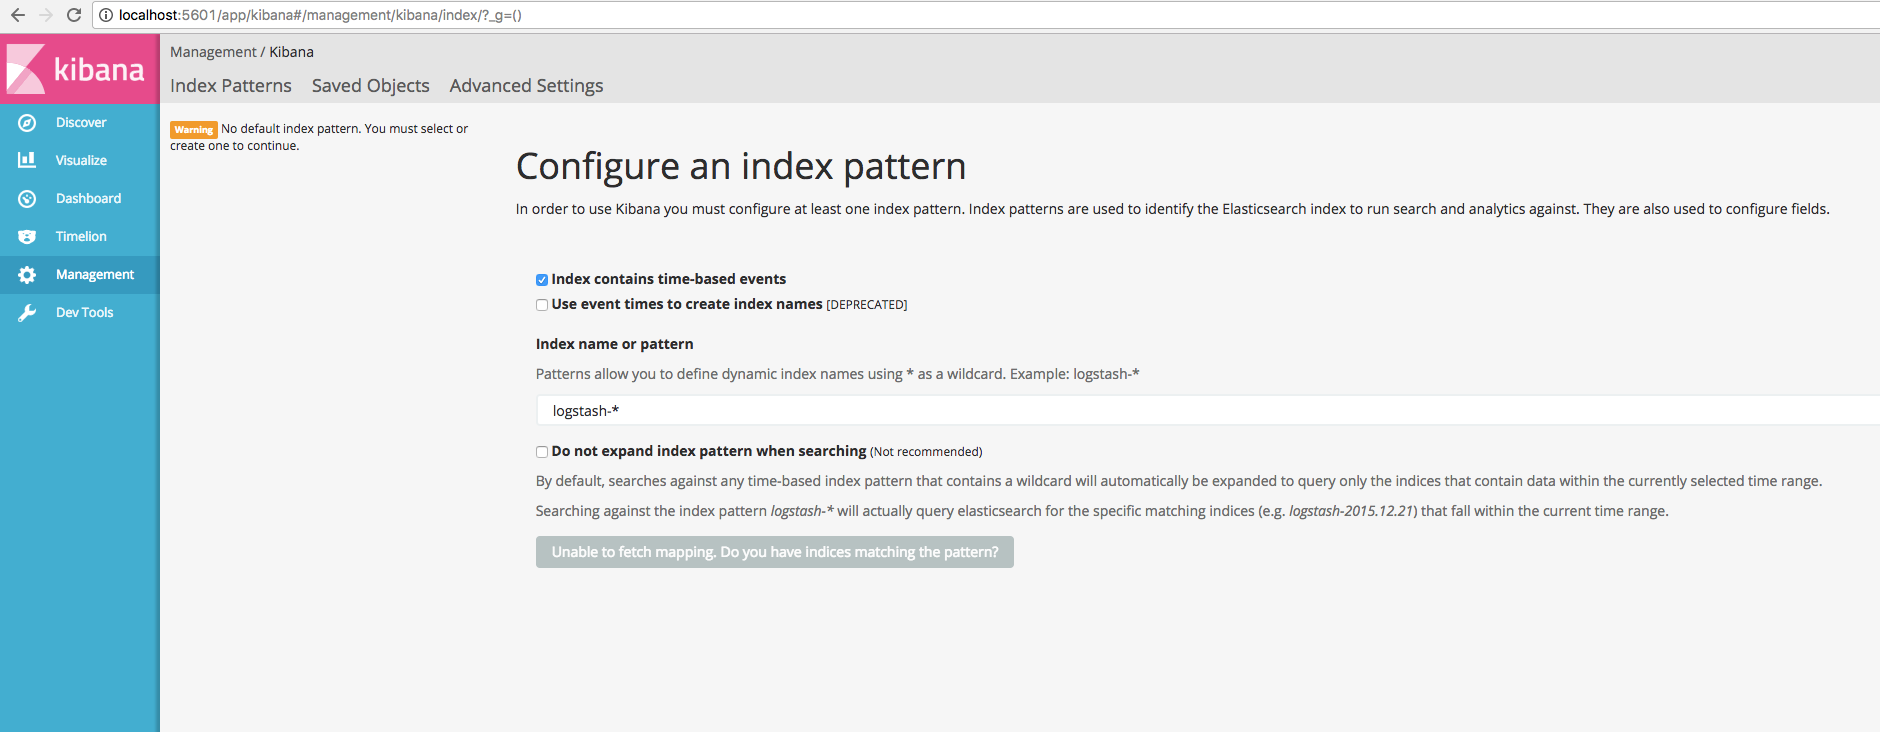 localhost:5601/app/kibana#/management/kibana/index/?_g=()
kibana
Management / Kibana
Index Patterns Saved Objects Advanced Settings
Discover
Visualize
Dashboard
Timelion
Management
Dev Tools
Warning No default index pattern. You must select or
create one to continue.
Configure an index pattern
In order to use Kibana you must configure at least one index pattern. Index patterns are used to identify the Elasticsearch index to run search and analytics against. They are also used to configure fields.
Index contains time-based events
Use event times to create index names [DEPRECATED]
Index name or pattern
Patterns allow you to define dynamic index names using * as a wildcard. Example: logstash-*
logstash-*
Do not expand index pattern when searching (Not recommended)
By default, searches against any time-based index pattern that contains a wildcard will automatically be expanded to query only the indices that contain data within the currently selected time range.
Searching against the index pattern logstash-* will actually query elasticsearch for the specific matching indices (e.g. logstash-2015.12.21) that fall within the current time range.
Unable to fetch mapping. Do you have indices matching the pattern?